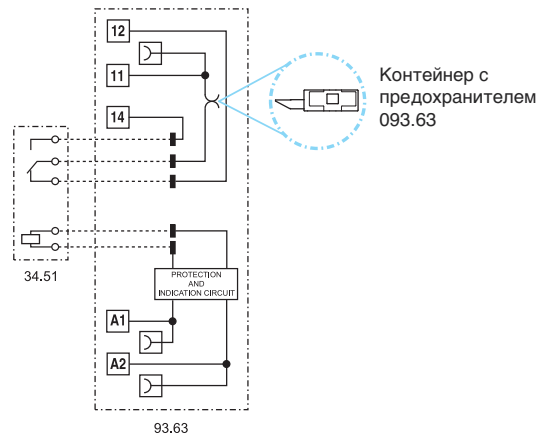 12
11
14
Контейнер с
предохранителем
093.63
34.51
PROTECTION
AND
INDICATION CIRCUIT
A1
A2
93.63